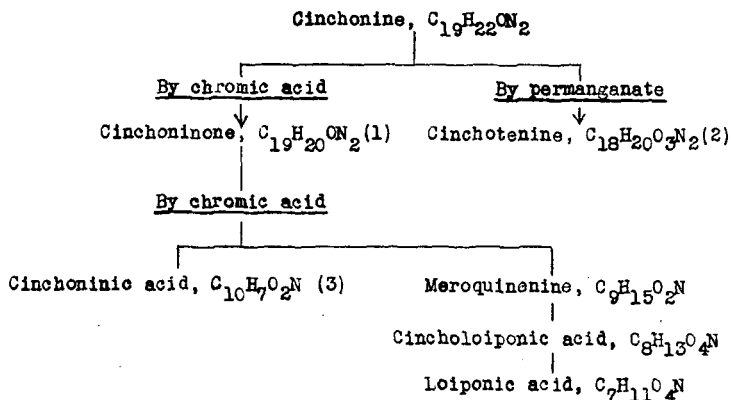 Cinchonine, C19H22ON2
By chromic acid
By permanganate
Cinchoninone, C19H20ON2(1)
Cinchotenine, C18H20O3N2(2)
By chromic acid
Cinchoninic acid, C10H7O2N (3)
Meroquinenine, C9H15O2N
Cincholoiponic acid, C8H13O4N
Loiponic acid, C7H11O4N